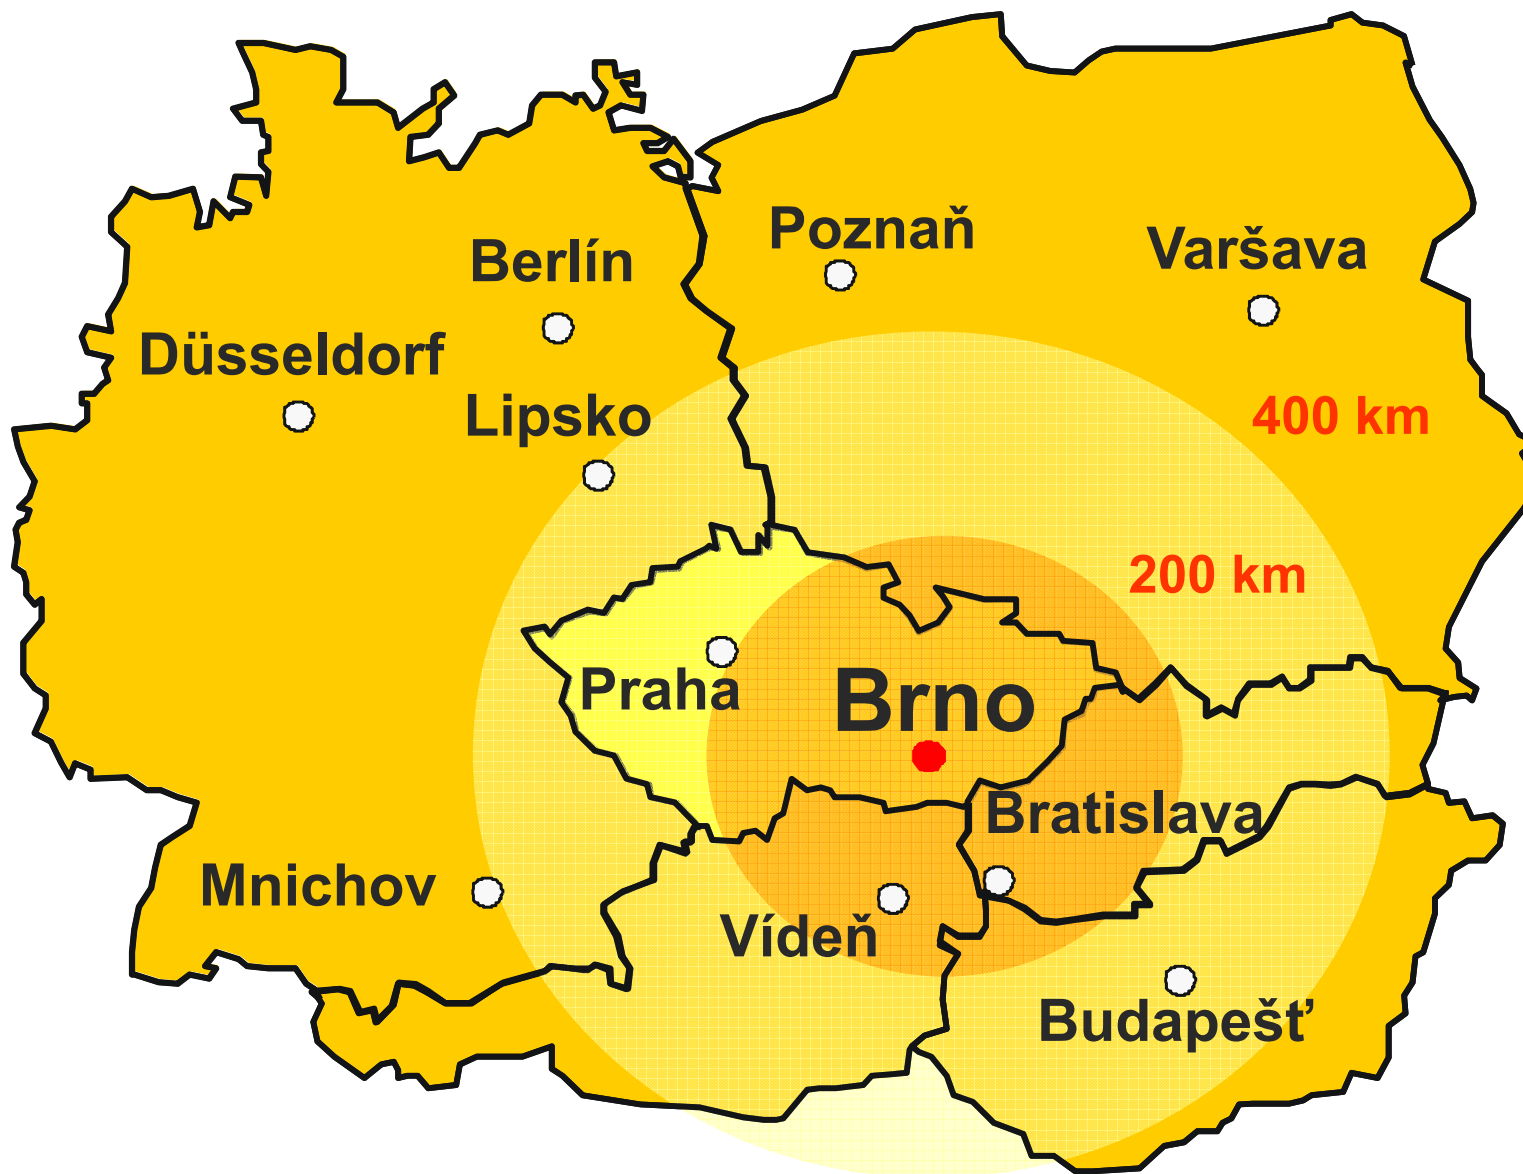 Poznaň
Varšava
Berlín
Düsseldorf
Lipsko
400 km
200 km
Praha
Brno
Bratislava
Mnichov
Vídeň
Budapešť